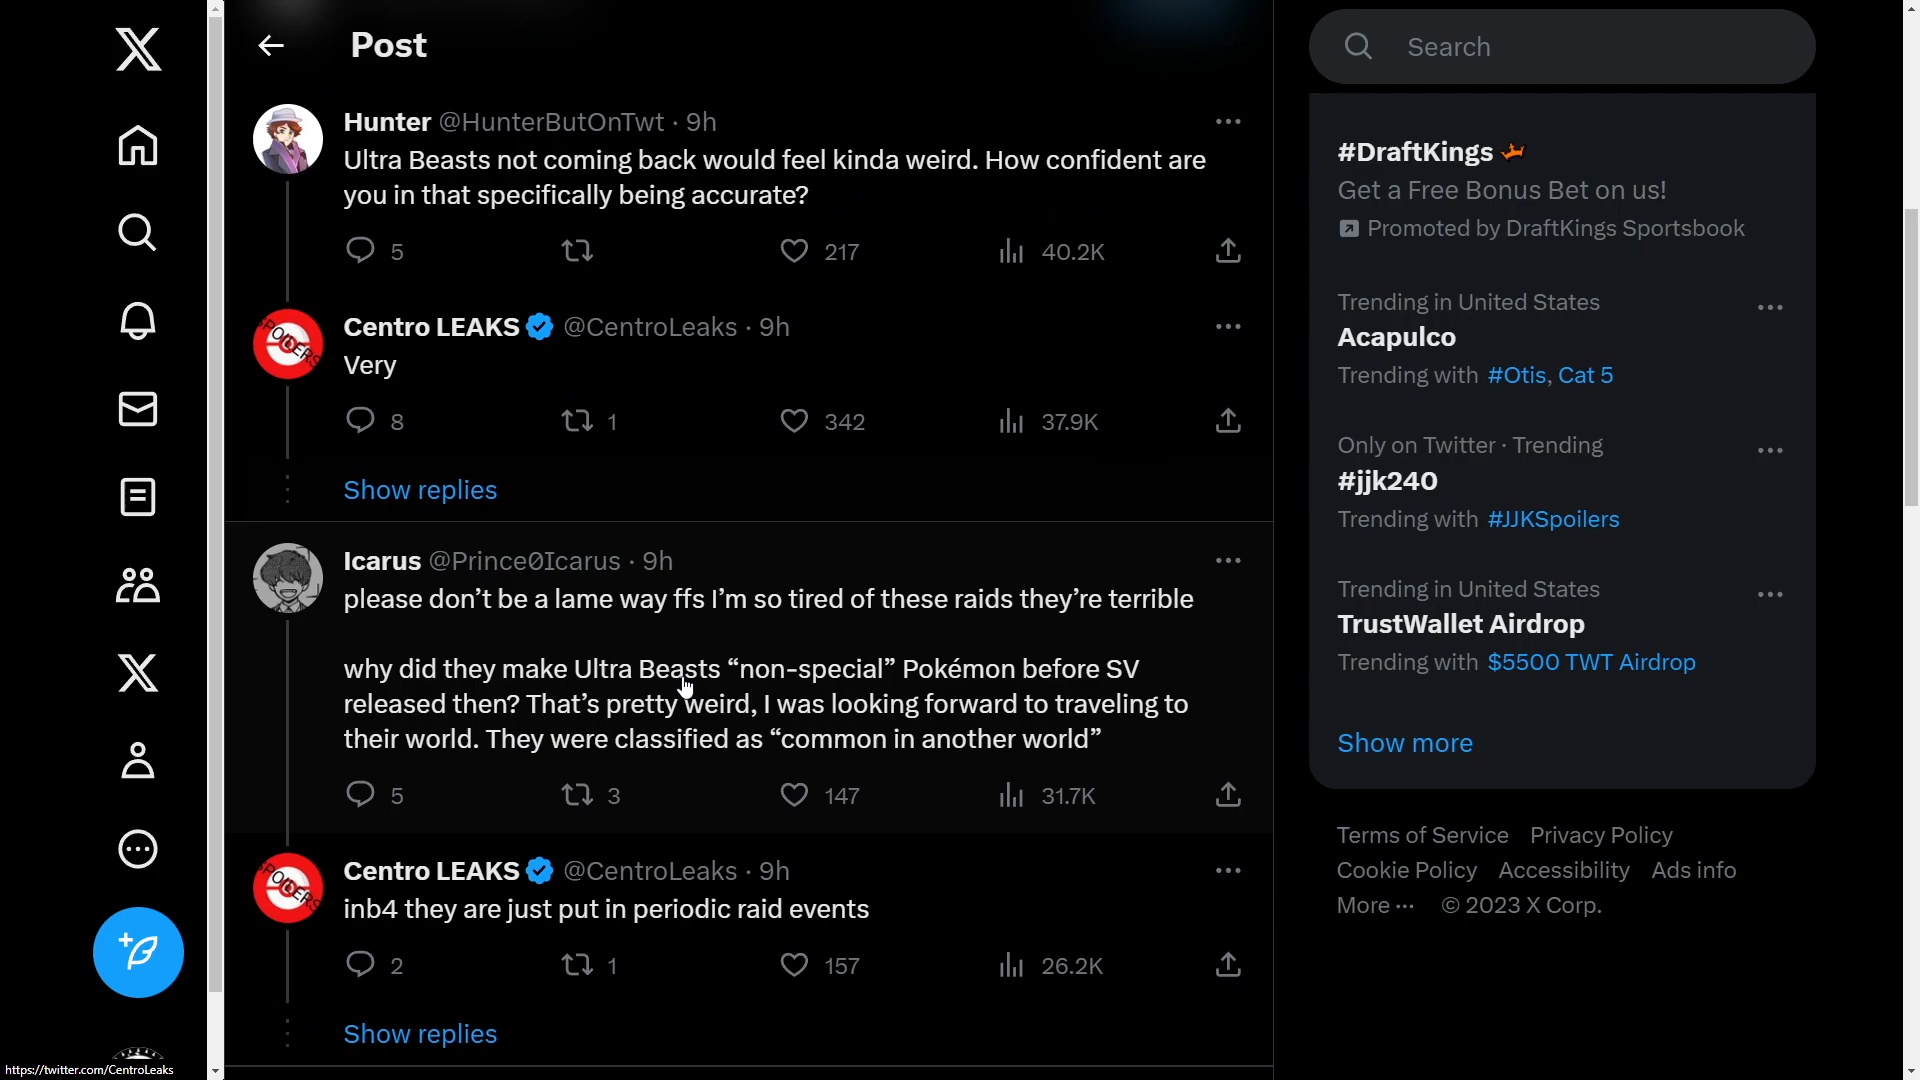 Post
Hunter @HunterButOnTwt · 9h
Ultra Beasts not coming back would feel kinda weird. How confident are
you in that specifically being accurate?
5 217 40.2K
SPOILERS
Centro LEAKS @CentroLeaks · 9h
Very
8 1 342 37.9K
Show replies
Icarus @Prince0Icarus · 9h
please don’t be a lame way ffs I’m so tired of these raids they’re terrible
why did they make Ultra Beasts “non-special” Pokémon before SV
released then? That’s pretty weird, I was looking forward to traveling to
their world. They were classified as “common in another world”
5 3 147 31.7K
SPOILERS
Centro LEAKS @CentroLeaks · 9h
inb4 they are just put in periodic raid events
2 1 157 26.2K
Show replies
Search
#DraftKings
Get a Free Bonus Bet on us!
Promoted by DraftKings Sportsbook
Trending in United States
Acapulco
Trending with #Otis, Cat 5
Only on Twitter · Trending
#jjk240
Trending with #JJKSpoilers
Trending in United States
TrustWallet Airdrop
Trending with $5500 TWT Airdrop
Show more
Terms of Service Privacy Policy
Cookie Policy Accessibility Ads info
More ··· © 2023 X Corp.
https://twitter.com/CentroLeaks